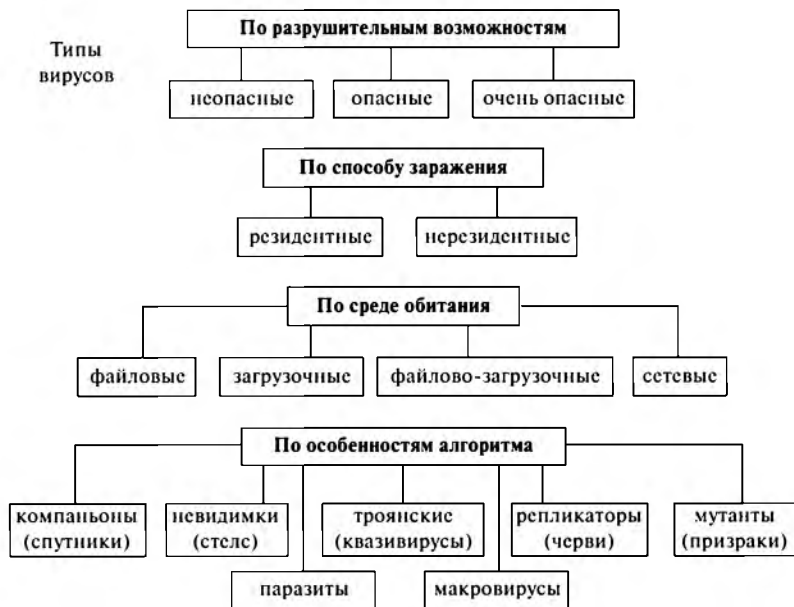 По разрушительным возможностям
Типы
вирусов
неопасные
опасные
очень опасные
По способу заражения
резидентные
нерезидентные
По среде обитания
файловые
загрузочные
файлово-загрузочные
сетевые
По особенностям алгоритма
компаньоны
(спутники)
невидимки
(стелс)
троянские
(квазивирусы)
репликаторы
(черви)
мутанты
(призраки)
паразиты
макровирусы